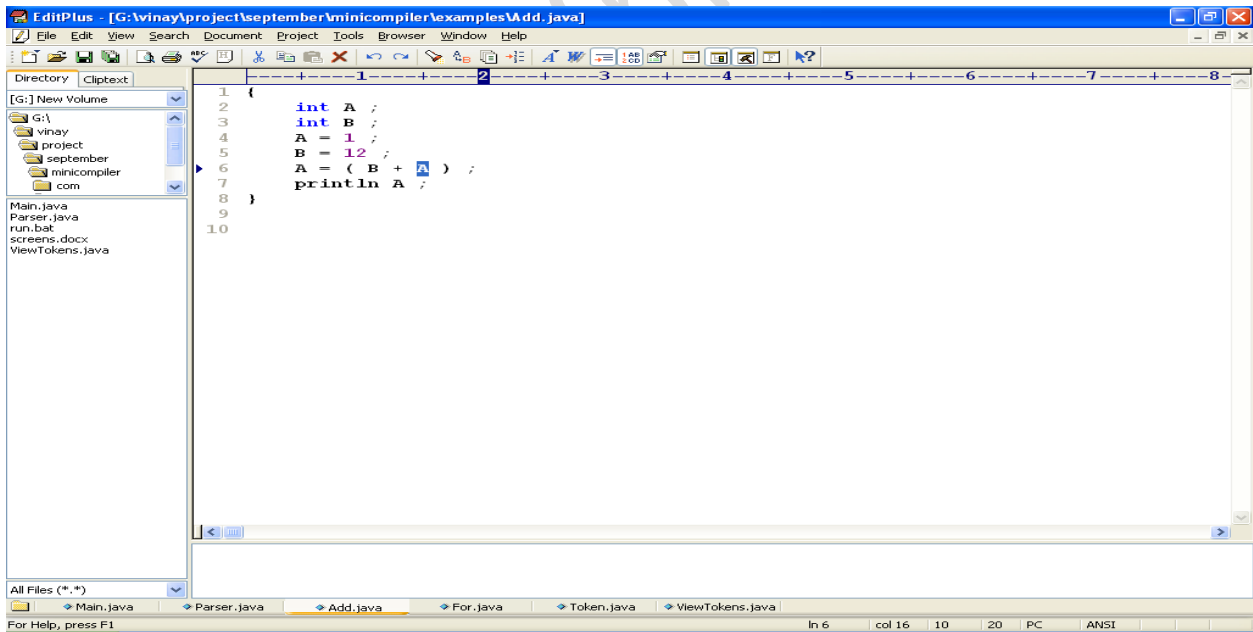 EditPlus - [G:\vinay\project\september\minicompiler\examples\Add.java]
File Edit View Search Document Project Tools Browser Window Help
Directory Cliptext
----+----1----+----2----+----3----+----4----+----5----+----6----+----7----+----8-
[G:] New Volume
G:\
vinay
project
september
minicompiler
com
Main.java
Parser.java
run.bat
screens.docx
ViewTokens.java
All Files (*.*)
1 {
2 int A ;
3 int B ;
4 A = 1 ;
5 B = 12 ;
6 A = ( B + A ) ;
7 println A ;
8 }
9
10
Main.java Parser.java Add.java For.java Token.java ViewTokens.java
For Help, press F1 ln 6 col 16 10 20 PC ANSI